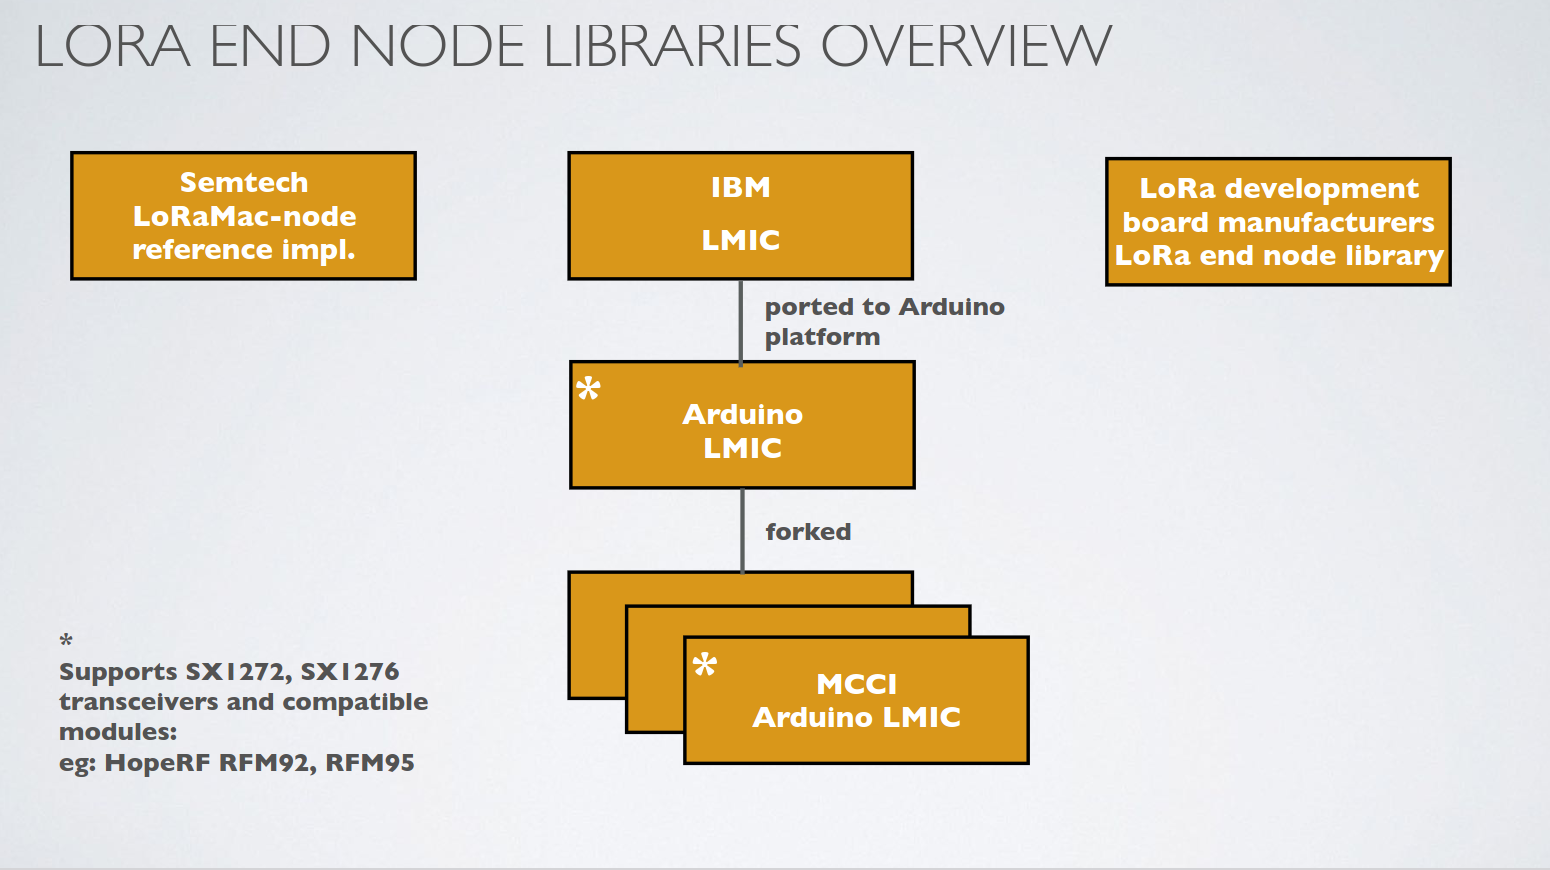 LORA END NODE LIBRARIES OVERVIEW
Semtech
LoRaMac-node
reference impl.
IBM
LMIC
LoRa development
board manufacturers
LoRa end node library
ported to Arduino
platform
*
Arduino
LMIC
forked
*
MCCI
Arduino LMIC
*
Supports SX1272, SX1276
transceivers and compatible
modules:
eg: HopeRF RFM92, RFM95